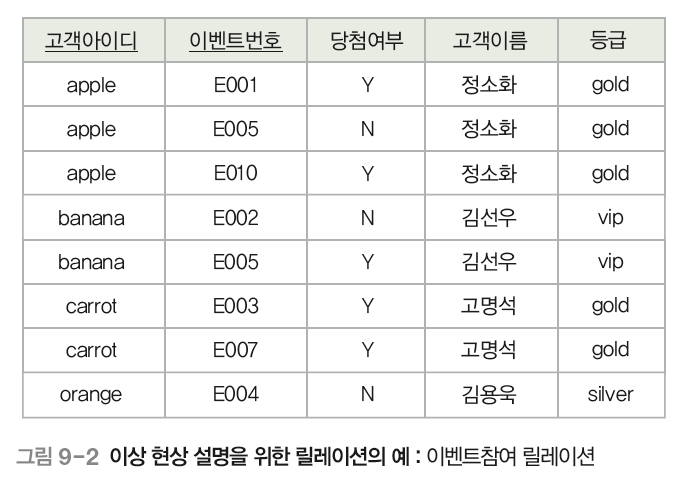 고객아이디 이벤트번호 당첨여부 고객이름 등급
apple E001 Y 정소화 gold
apple E005 N 정소화 gold
apple E010 Y 정소화 gold
banana E002 N 김선우 vip
banana E005 Y 김선우 vip
carrot E003 Y 고명석 gold
carrot E007 Y 고명석 gold
orange E004 N 김용욱 silver
그림 9-2 이상 현상 설명을 위한 릴레이션의 예 : 이벤트참여 릴레이션